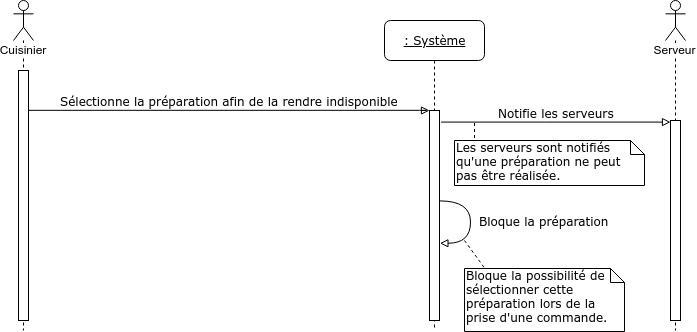 Cuisinier
: Système
Serveur
Sélectionne la préparation afin de la rendre indisponible
Notifie les serveurs
Les serveurs sont notifiés
qu'une préparation ne peut
pas être réalisée.
Bloque la préparation
Bloque la possibilité de
sélectionner cette
préparation lors de la
prise d'une commande.